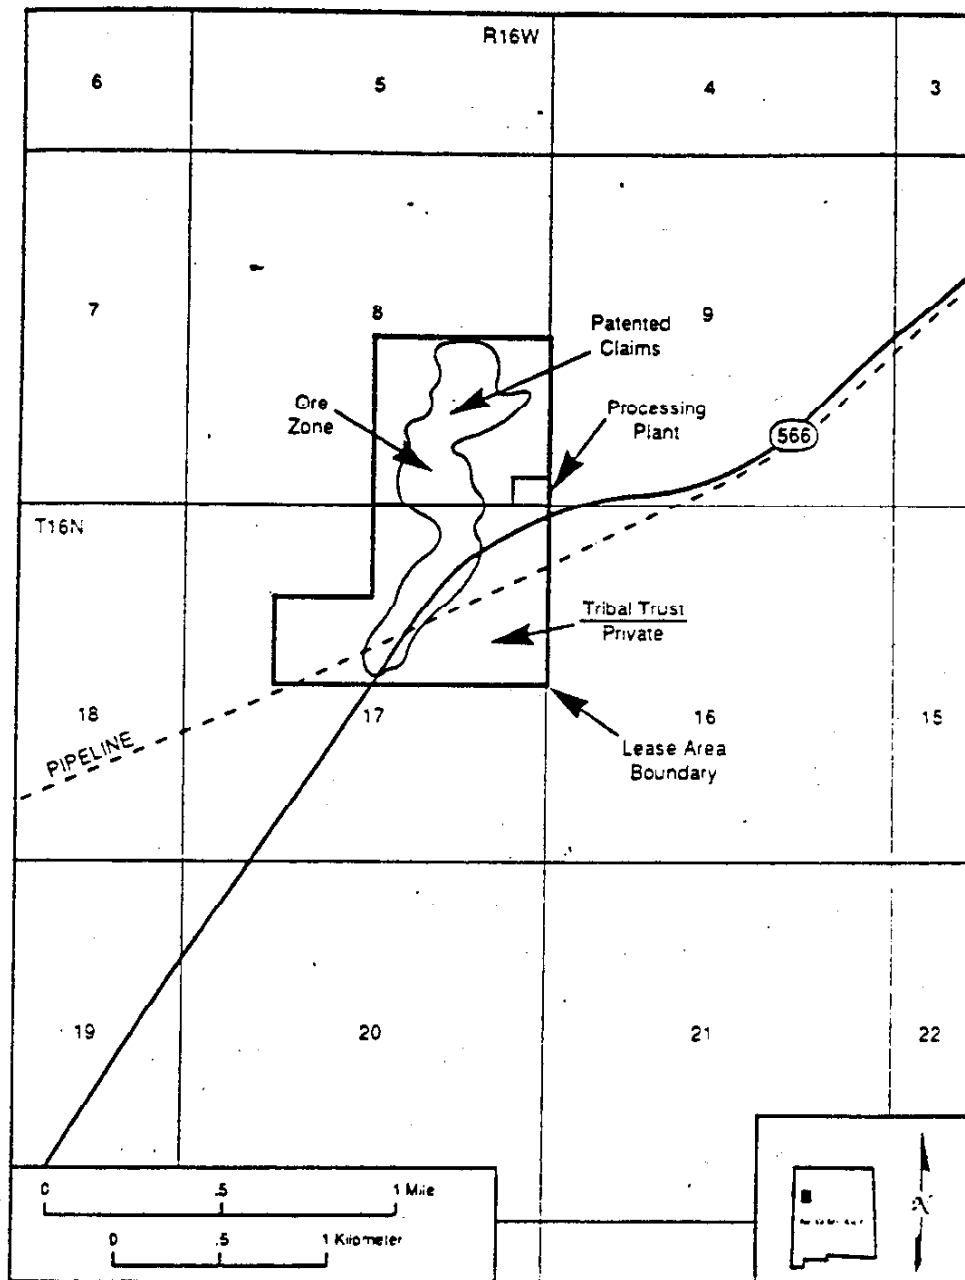 R16W
6
5
4
3
7
8
9
Patented
Claims
Ore
Zone
Processing
Plant
566
T16N
Tribal Trust
Private
18
17
16
15
PIPELINE
Lease Area
Boundary
19
20
21
22
0 .5 1 Mile
0 .5 1 Kilometer
N